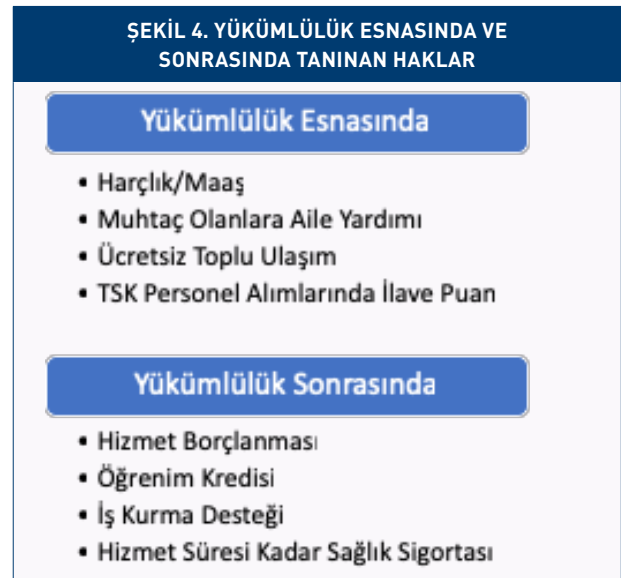 ŞEKİL 4. YÜKÜMLÜLÜK ESNASINDA VE
SONRASINDA TANINAN HAKLAR
Yükümlülük Esnasında
• Harçlık/Maaş
• Muhtaç Olanlara Aile Yardımı
• Ücretsiz Toplu Ulaşım
• TSK Personel Alımlarında İlave Puan
Yükümlülük Sonrasında
• Hizmet Borçlanması
• Öğrenim Kredisi
• İş Kurma Desteği
• Hizmet Süresi Kadar Sağlık Sigortası